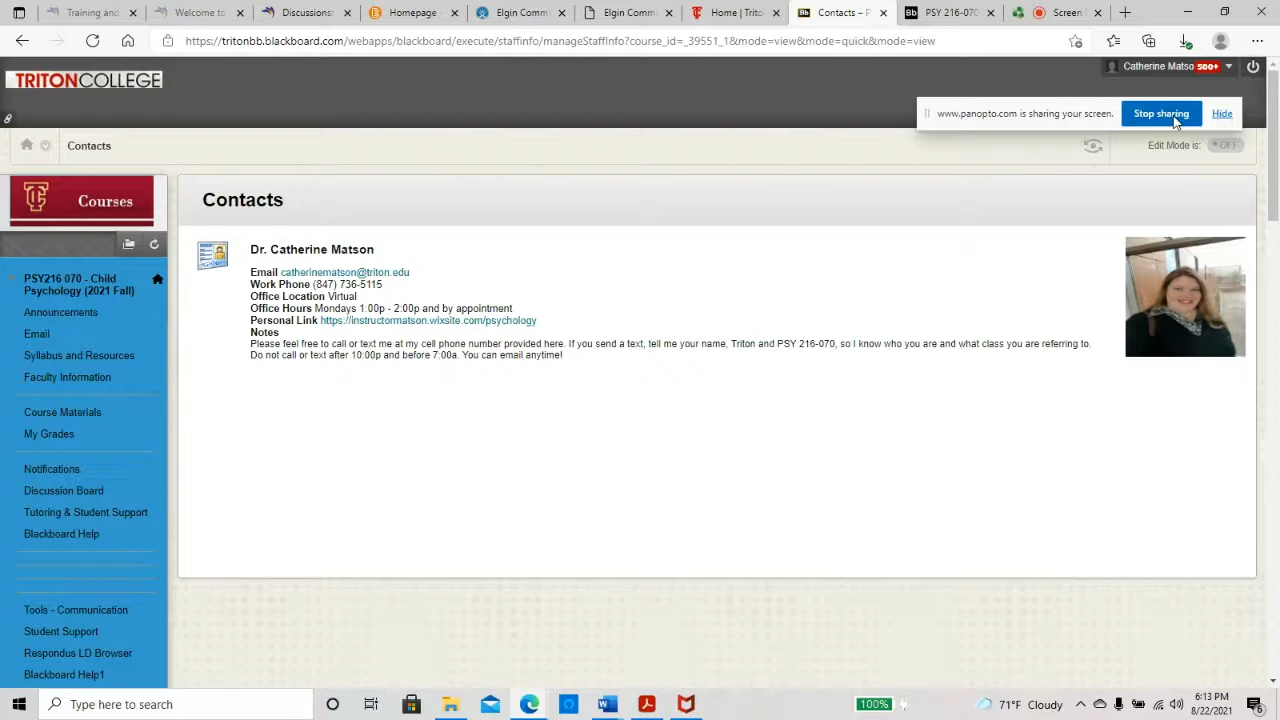 Training and
Welcome to
Discussions
Homepage
Elgin Comm
Elgin Comm
Home | Trito
Contacts – P
PSY 216-070
Screen
https://tritonbb.blackboard.com/webapps/blackboard/execute/staffinfo/manageStaffInfo?course_id=_39551_1&mode=view&mode=quick&mode=view
TRITONCOLLEGE
Catherine Matso 500+
www.panopto.com is sharing your screen. Stop sharing Hide
Contacts
Edit Mode is: OFF
Courses
Contacts
PSY216 070 - Child
Psychology (2021 Fall)
Announcements
Email
Syllabus and Resources
Faculty Information
Course Materials
My Grades
Notifications
Discussion Board
Tutoring & Student Support
Blackboard Help
Tools - Communication
Student Support
Respondus LD Browser
Blackboard Help1
Dr. Catherine Matson
Email catherinematson@triton.edu
Work Phone (847) 736-5115
Office Location Virtual
Office Hours Mondays 1:00p - 2:00p and by appointment
Personal Link https://instructormatson.wixsite.com/psychology
Notes
Please feel free to call or text me at my cell phone number provided here. If you send a text, tell me your name, Triton and PSY 216-070, so I know who you are and what class you are referring to.
Do not call or text after 10:00p and before 7:00a. You can email anytime!
Type here to search
100%
71°F Cloudy
6:13 PM
8/22/2021
6